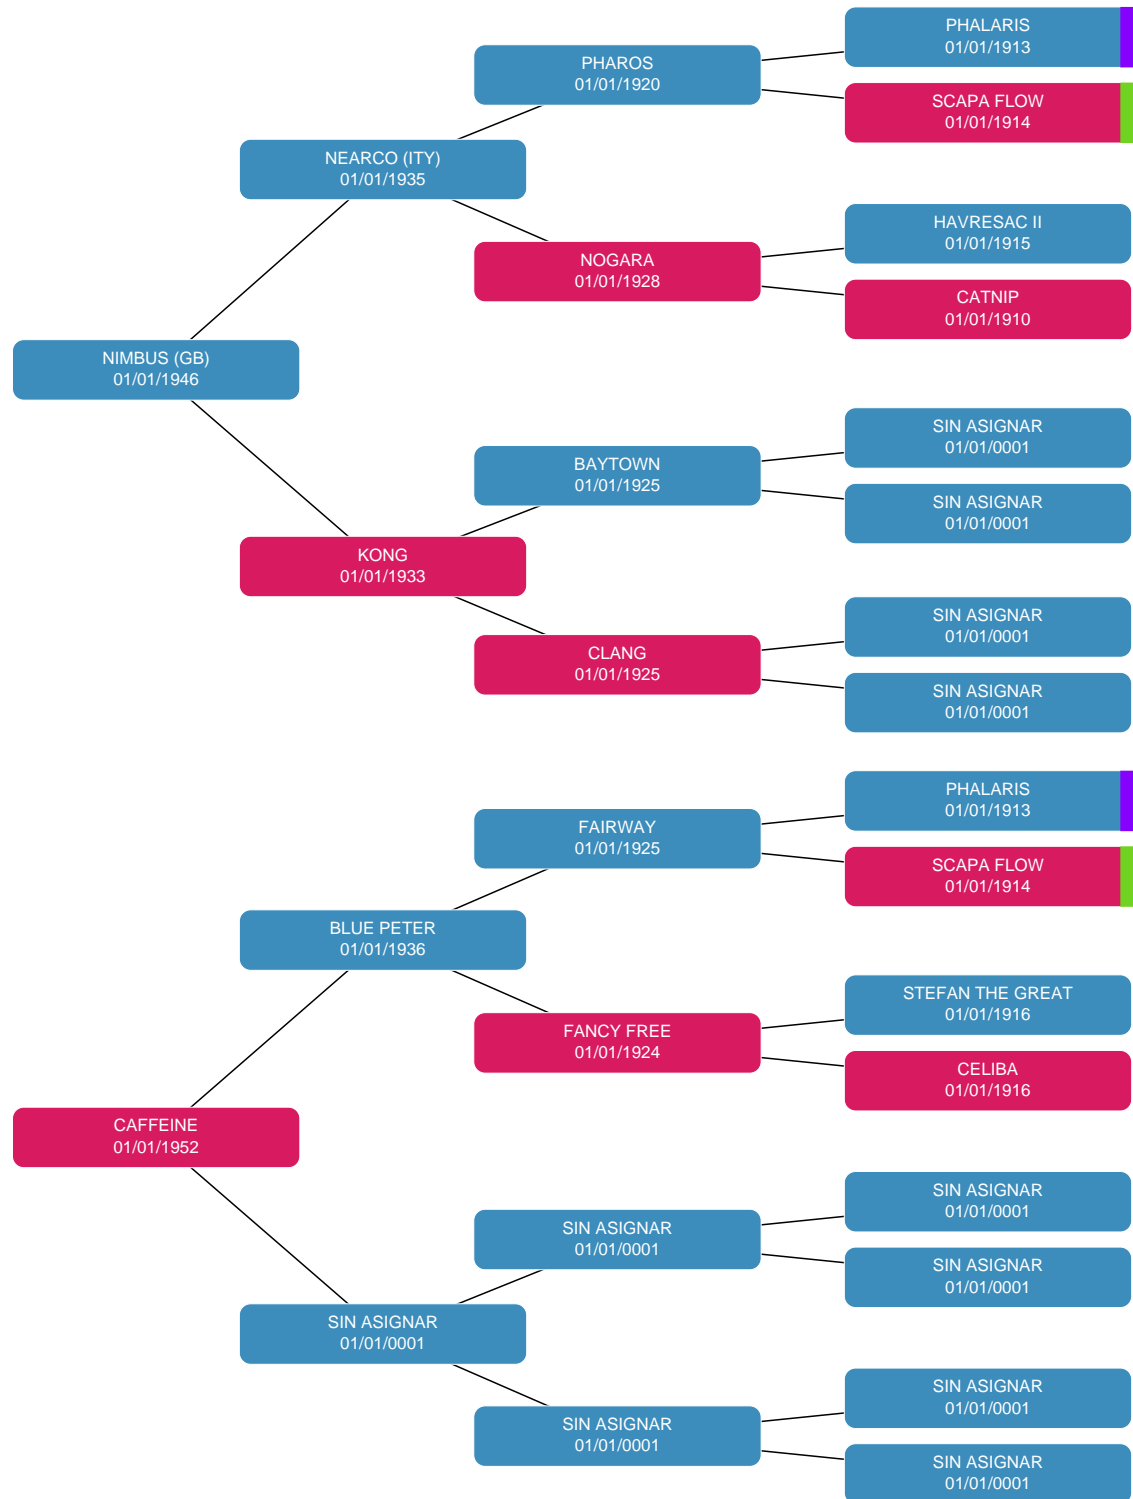 PHALARIS
01/01/1913
PHAROS
01/01/1920
SCAPA FLOW
01/01/1914
NEARCO (ITY)
01/01/1935
HAVRESAC II
01/01/1915
NOGARA
01/01/1928
CATNIP
01/01/1910
NIMBUS (GB)
01/01/1946
SIN ASIGNAR
01/01/0001
BAYTOWN
01/01/1925
SIN ASIGNAR
01/01/0001
KONG
01/01/1933
SIN ASIGNAR
01/01/0001
CLANG
01/01/1925
SIN ASIGNAR
01/01/0001
PHALARIS
01/01/1913
FAIRWAY
01/01/1925
SCAPA FLOW
01/01/1914
BLUE PETER
01/01/1936
STEFAN THE GREAT
01/01/1916
FANCY FREE
01/01/1924
CELIBA
01/01/1916
CAFFEINE
01/01/1952
SIN ASIGNAR
01/01/0001
SIN ASIGNAR
01/01/0001
SIN ASIGNAR
01/01/0001
SIN ASIGNAR
01/01/0001
SIN ASIGNAR
01/01/0001
SIN ASIGNAR
01/01/0001
SIN ASIGNAR
01/01/0001